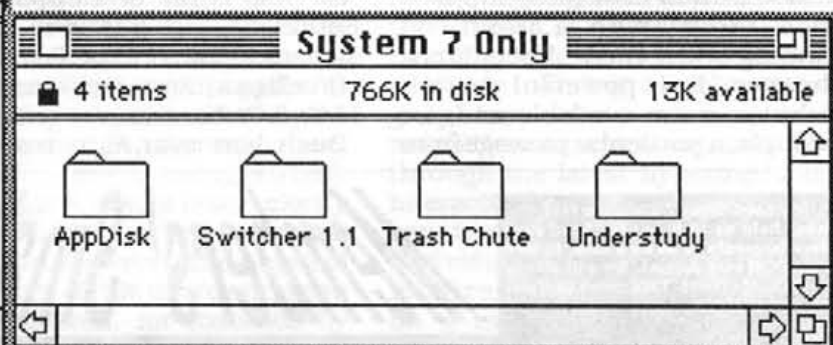 System 7 Only
4 items 766K in disk 13K available
AppDisk Switcher 1.1 Trash Chute Understudy